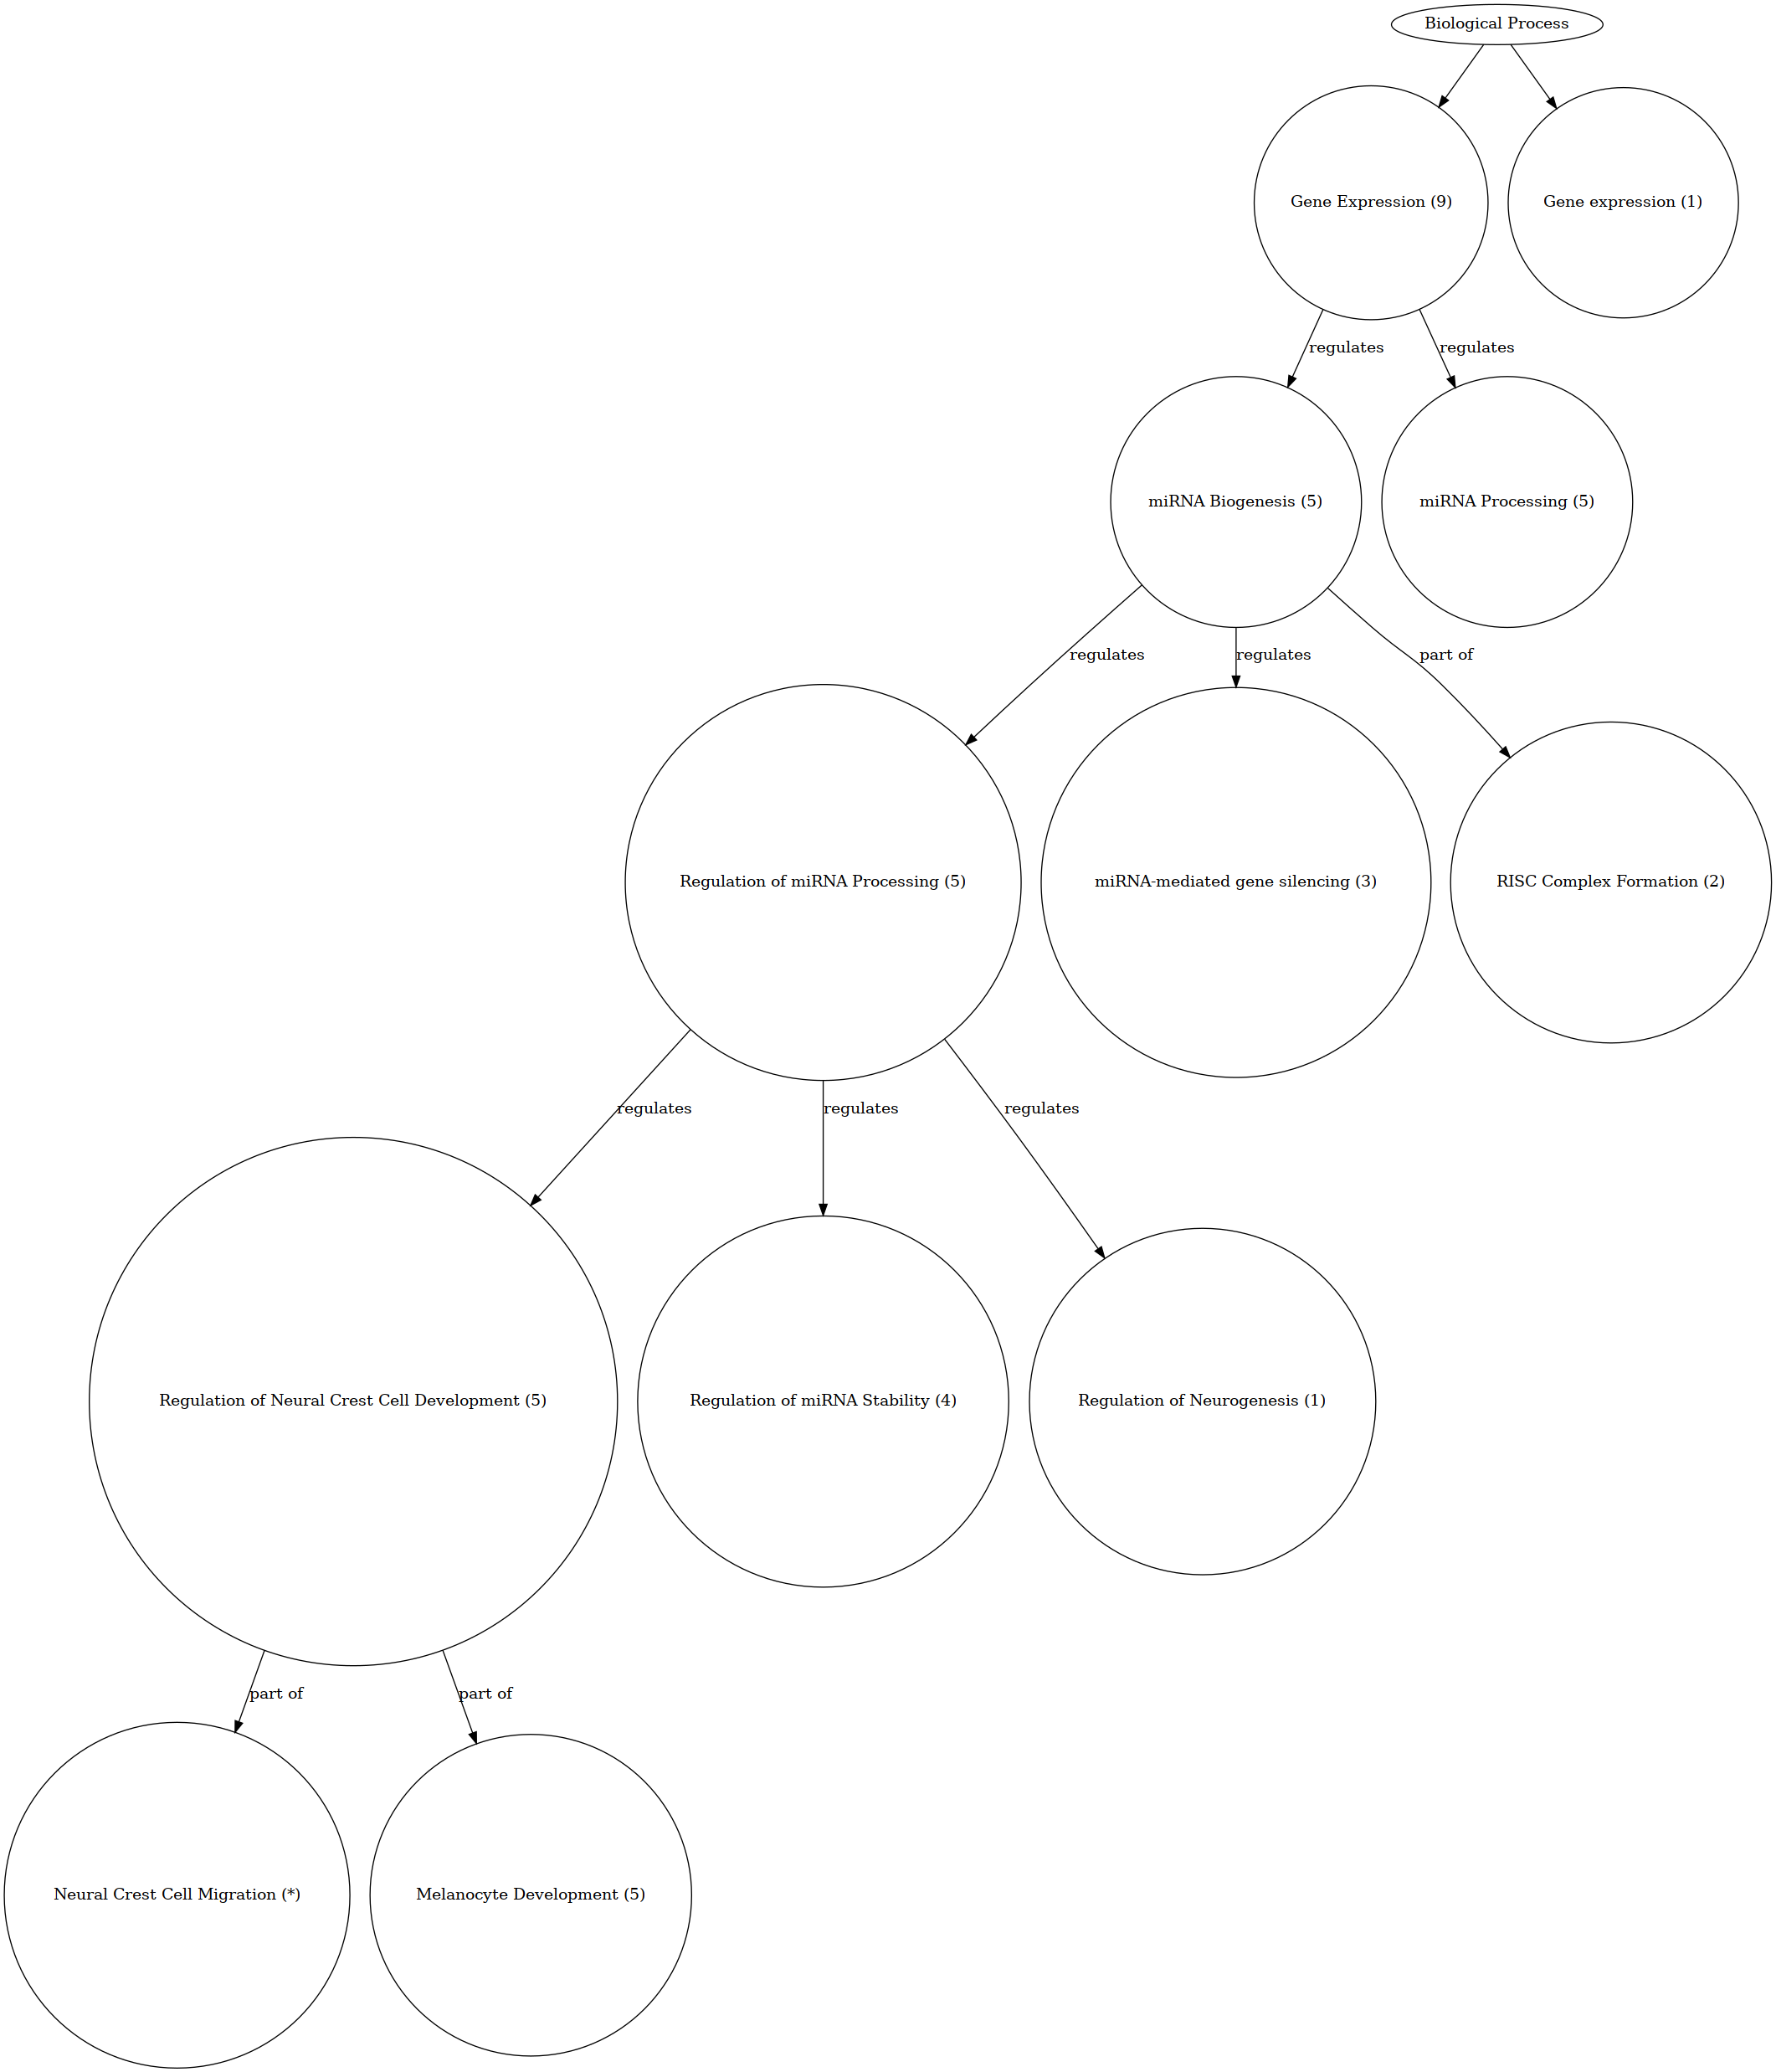 Biological Process
Gene Expression (9)
Gene expression (1)
regulates
regulates
miRNA Biogenesis (5)
miRNA Processing (5)
regulates
regulates
part of
Regulation of miRNA Processing (5)
miRNA-mediated gene silencing (3)
RISC Complex Formation (2)
regulates
regulates
regulates
Regulation of Neural Crest Cell Development (5)
Regulation of miRNA Stability (4)
Regulation of Neurogenesis (1)
part of
part of
Neural Crest Cell Migration (*)
Melanocyte Development (5)